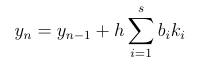 $y_n = y_{n-1} + h \sum_{i=1}^{s} b_i k_i$